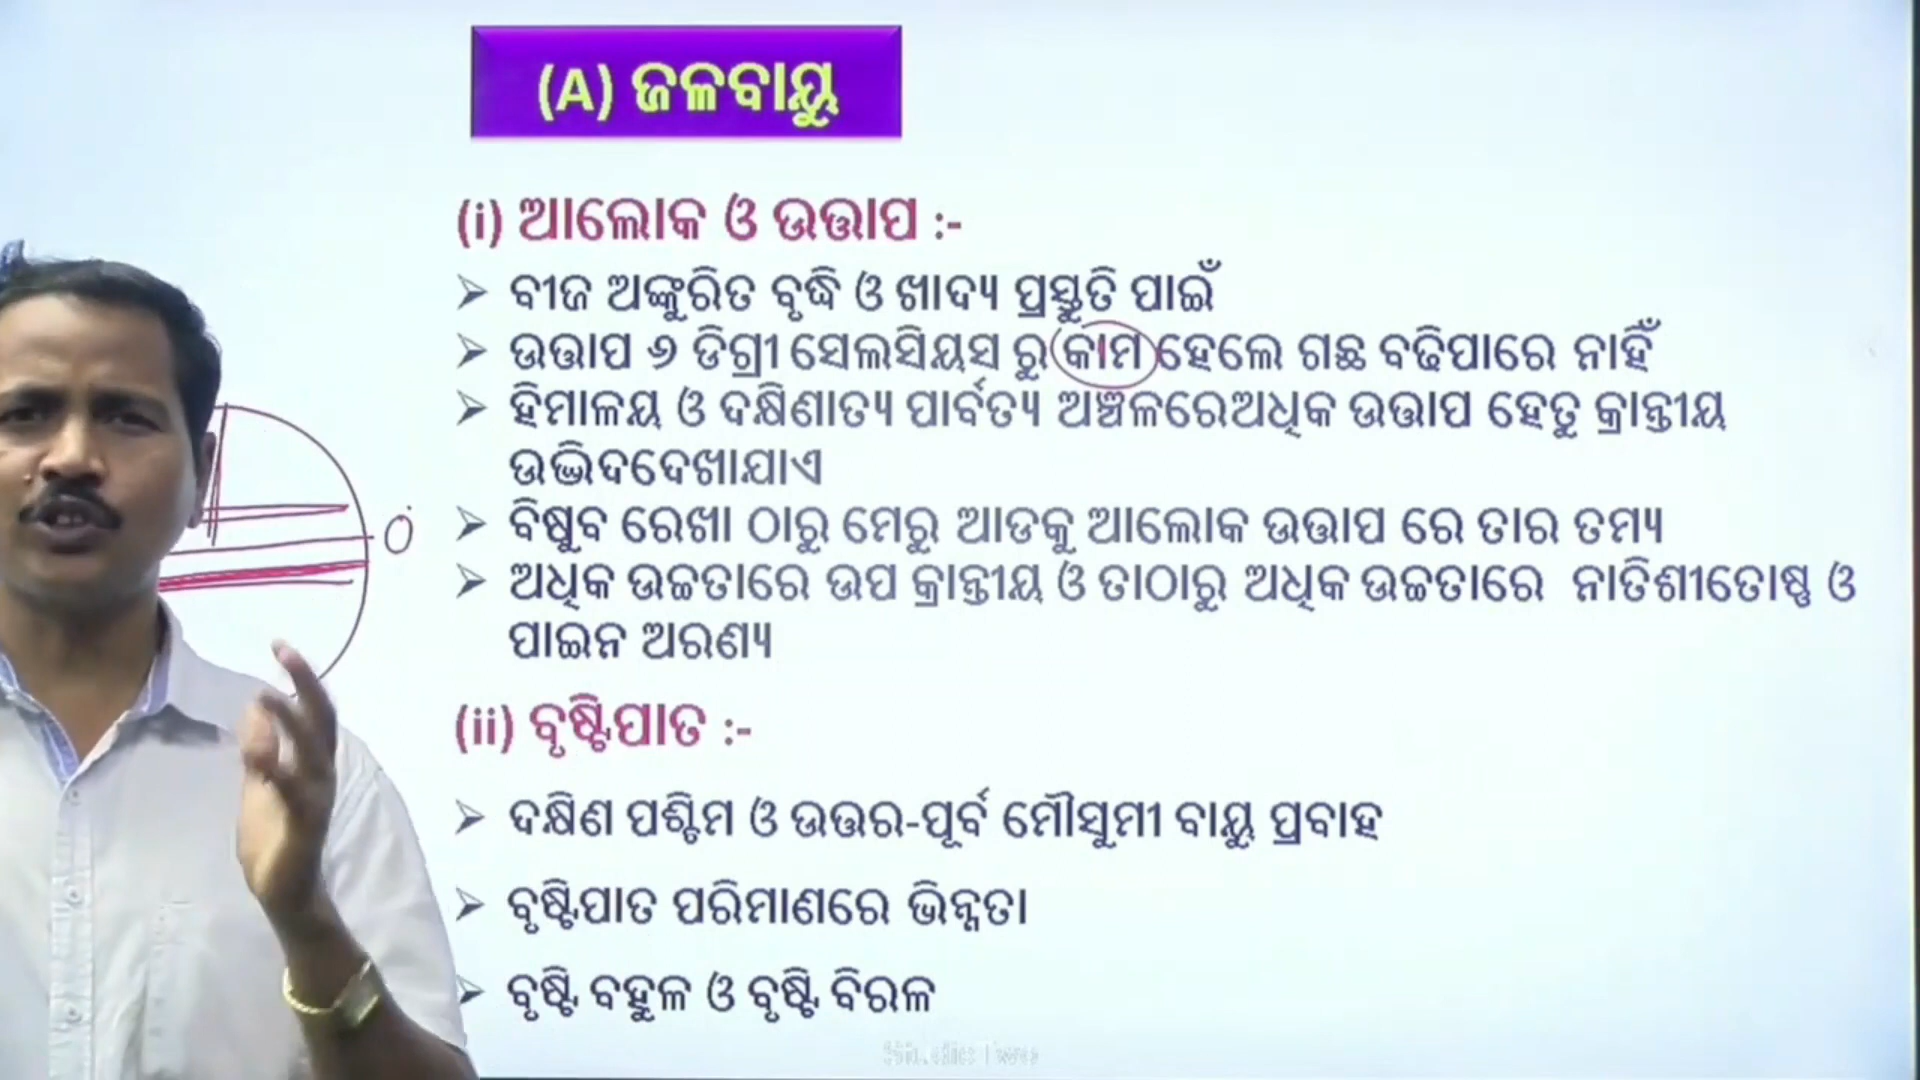 (A) ଜଳବାୟୁ
(i) ଆଲୋକ ଓ ଉତ୍ତାପ :-
➢ ବୀଜ ଅଙ୍କୁରିତ ବୃଦ୍ଧି ଓ ଖାଦ୍ୟ ପ୍ରସ୍ତୁତି ପାଇଁ
➢ ଉତ୍ତାପ ୬ ଡିଗ୍ରୀ ସେଲସିୟସ ରୁ କାମ ହେଲେ ଗଛ ବଢିପାରେ ନାହିଁ
➢ ହିମାଳୟ ଓ ଦକ୍ଷିଣାତ୍ୟ ପାର୍ବତ୍ୟ ଅଞ୍ଚଳରେଅଧିକ ଉତ୍ତାପ ହେତୁ କ୍ରାନ୍ତୀୟ
ଉଦ୍ଭିଦଦେଖାଯାଏ
➢ ବିଷୁବ ରେଖା ଠାରୁ ମେରୁ ଆଡକୁ ଆଲୋକ ଉତ୍ତାପ ରେ ତାର ତମ୍ୟ
➢ ଅଧିକ ଉଚ୍ଚତାରେ ଉପ କ୍ରାନ୍ତୀୟ ଓ ତାଠାରୁ ଅଧିକ ଉଚ୍ଚତାରେ ନାତିଶୀତୋଷ୍ଣ ଓ
ପାଇନ ଅରଣ୍ୟ
(ii) ବୃଷ୍ଟିପାତ :-
➢ ଦକ୍ଷିଣ ପଶ୍ଚିମ ଓ ଉତ୍ତର-ପୂର୍ବ ମୌସୁମୀ ବାୟୁ ପ୍ରବାହ
➢ ବୃଷ୍ଟିପାତ ପରିମାଣରେ ଭିନ୍ନତା
➢ ବୃଷ୍ଟି ବହୁଳ ଓ ବୃଷ୍ଟି ବିରଳ